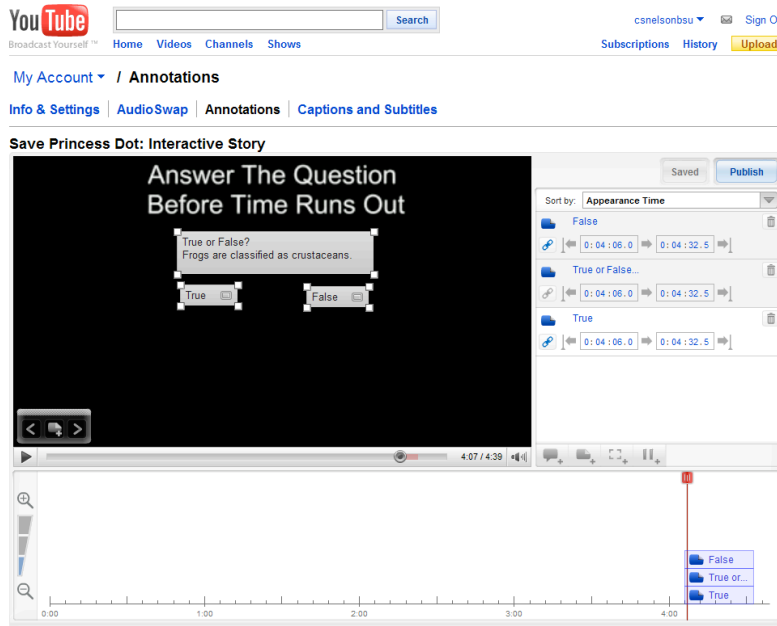 YouTube
Broadcast Yourself ™
Search
csnelsonbsu
Sign O
Home Videos Channels Shows
Subscriptions History Upload
My Account / Annotations
Info & Settings AudioSwap Annotations Captions and Subtitles
Save Princess Dot: Interactive Story
Answer The Question
Before Time Runs Out
True or False?
Frogs are classified as crustaceans.
True
False
4:07 / 4:39
Saved Publish
Sort by: Appearance Time
False
0:04:06.0 0:04:32.5
True or False...
0:04:06.0 0:04:32.5
True
0:04:06.0 0:04:32.5
False
True or...
True
0:00 1:00 2:00 3:00 4:00